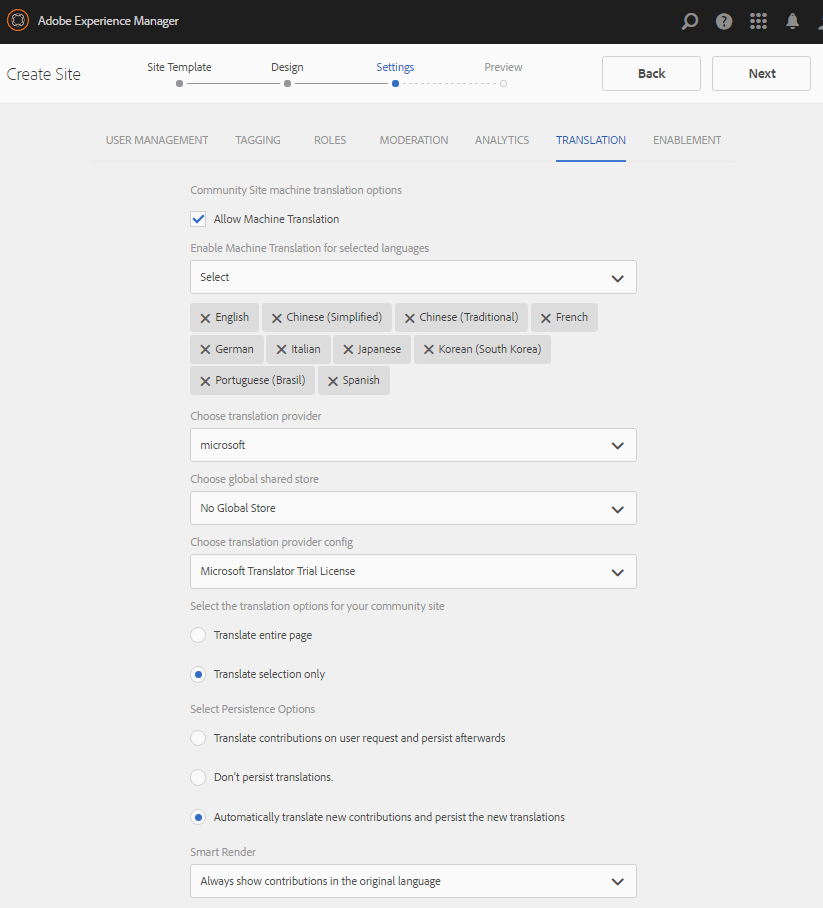 Adobe Experience Manager
Create Site
Site Template Design Settings Preview
Back Next
USER MANAGEMENT TAGGING ROLES MODERATION ANALYTICS TRANSLATION ENABLEMENT
Community Site machine translation options
Allow Machine Translation
Enable Machine Translation for selected languages
Select
English Chinese (Simplified) Chinese (Traditional) French
German Italian Japanese Korean (South Korea)
Portuguese (Brasil) Spanish
Choose translation provider
microsoft
Choose global shared store
No Global Store
Choose translation provider config
Microsoft Translator Trial License
Select the translation options for your community site
Translate entire page
Translate selection only
Select Persistence Options
Translate contributions on user request and persist afterwards
Don't persist translations.
Automatically translate new contributions and persist the new translations
Smart Render
Always show contributions in the original language